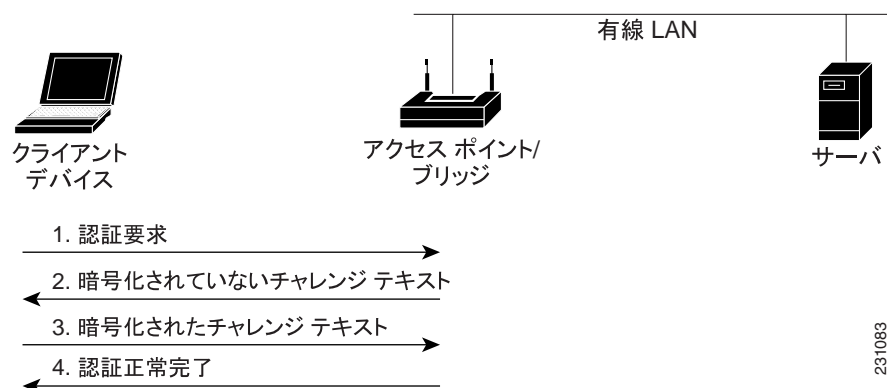 有線 LAN
クライアント
デバイス
アクセス ポイント/
ブリッジ
サーバ
1. 認証要求
2. 暗号化されていないチャレンジ テキスト
3. 暗号化されたチャレンジ テキスト
4. 認証正常完了
231083